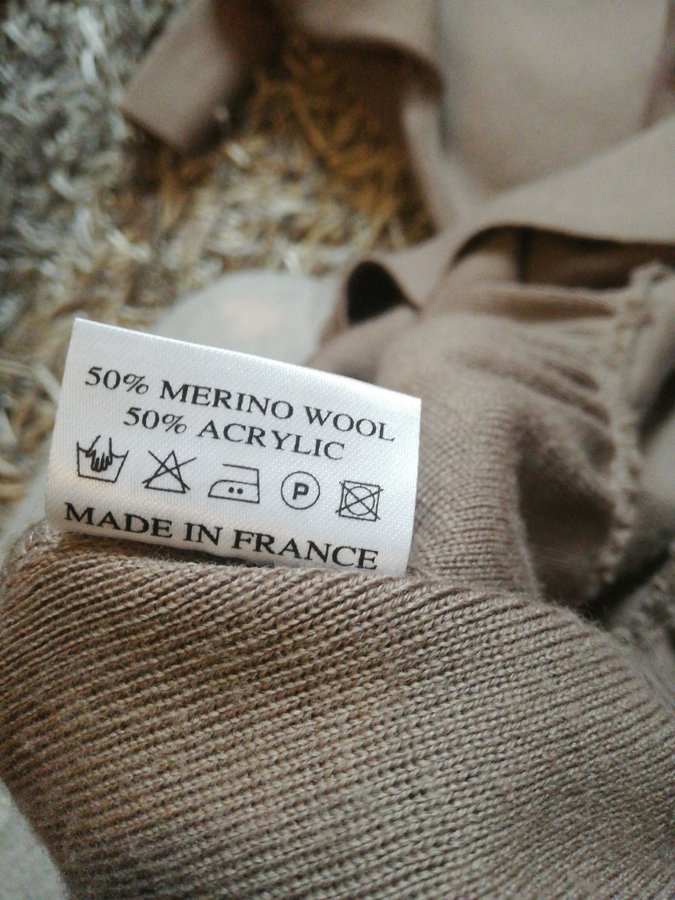 50% MERINO WOOL
50% ACRYLIC
P
MADE IN FRANCE